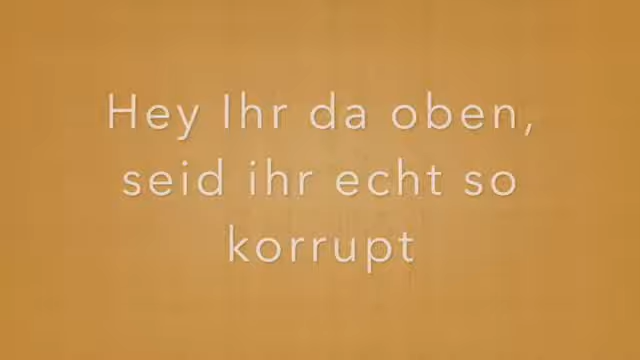 Hey Ihr da oben,
seid ihr echt so
korrupt